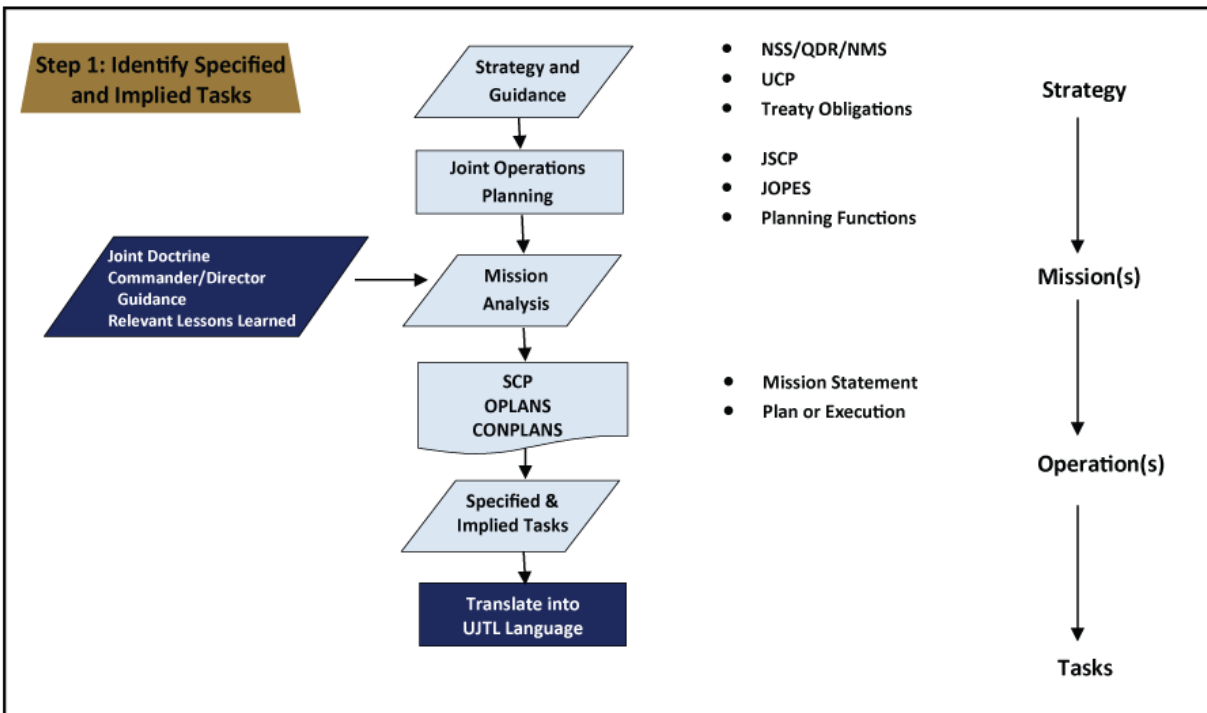 Step 1: Identify Specified
and Implied Tasks
Strategy and
Guidance
Joint Operations
Planning
Joint Doctrine
Commander/Director
Guidance
Relevant Lessons Learned
Mission
Analysis
SCP
OPLANS
CONPLANS
Specified &
Implied Tasks
Translate into
UJTL Language
• NSS/QDR/NMS
• UCP
• Treaty Obligations
• JSCP
• JOPES
• Planning Functions
• Mission Statement
• Plan or Execution
Strategy
Mission(s)
Operation(s)
Tasks